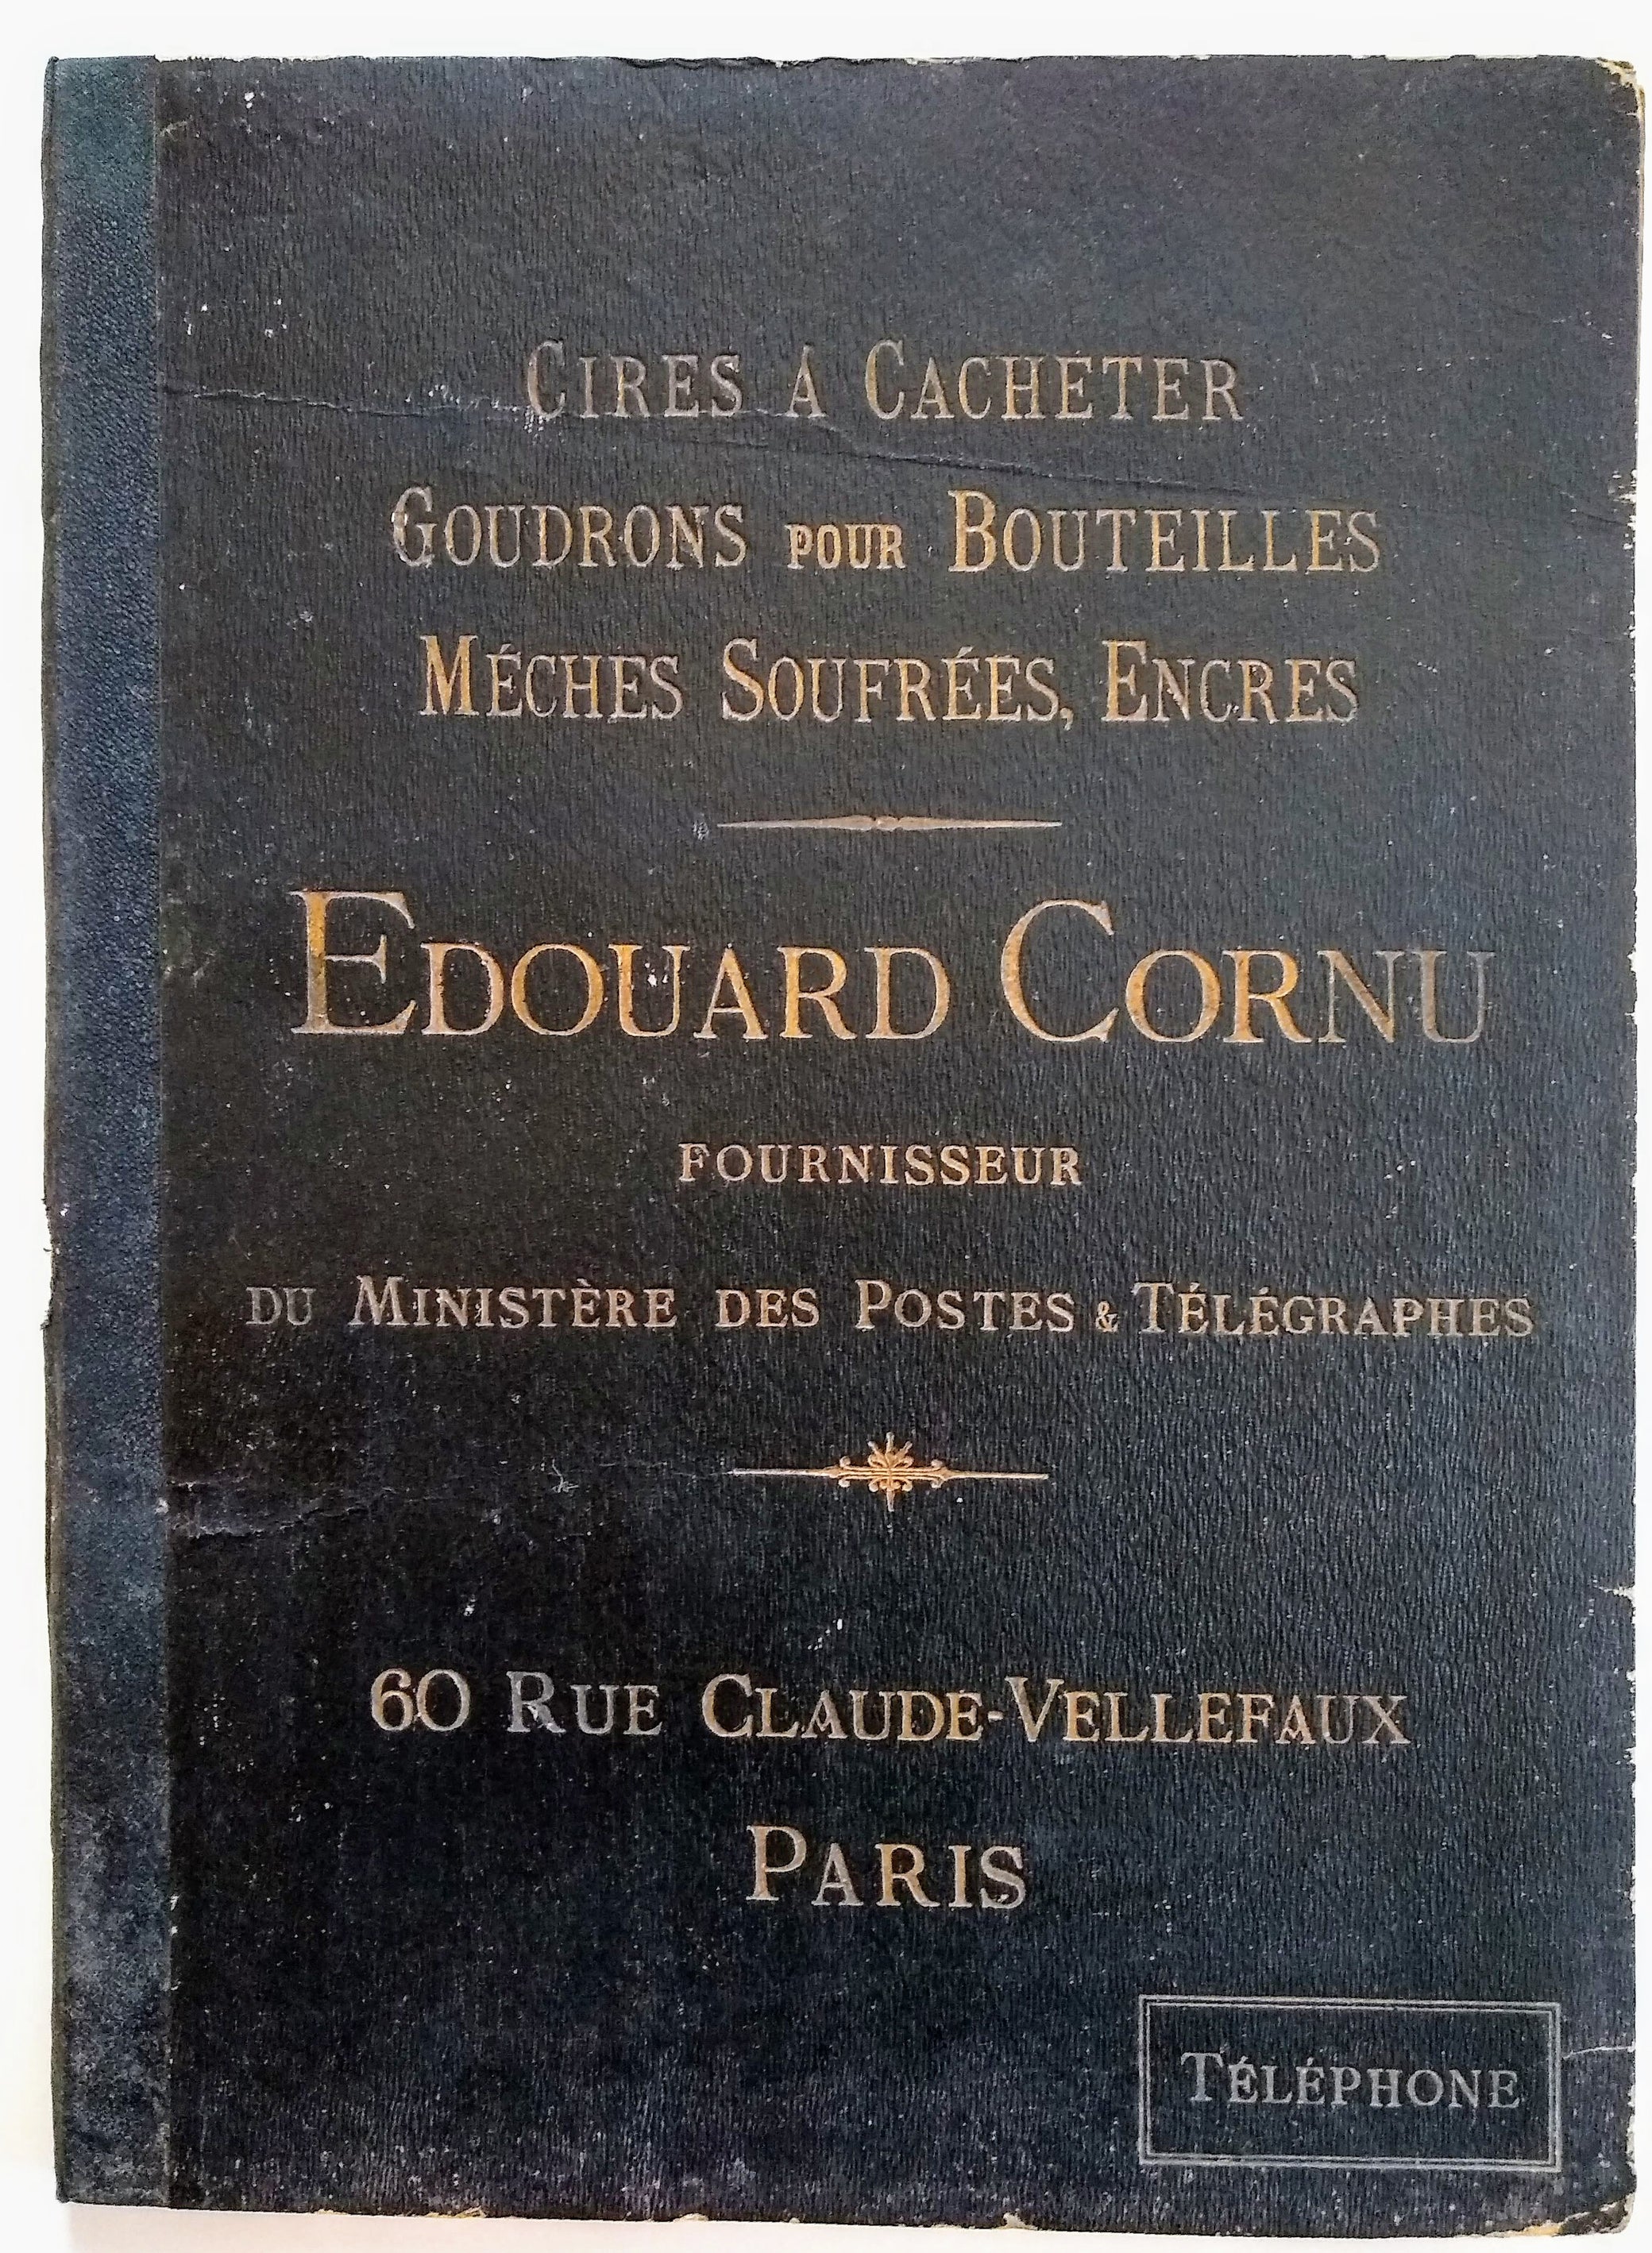 CIRES Á CACHETER
GOUDRONS POUR BOUTEILLES
MÉCHES SOUFRÉES, ENCRES
EDOUARD CORNU
FOURNISSEUR
DU MINISTÈRE DES POSTES & TÉLÉGRAPHES
60 RUE CLAUDE-VELLEFAUX
PARIS
TÉLÉPHONE